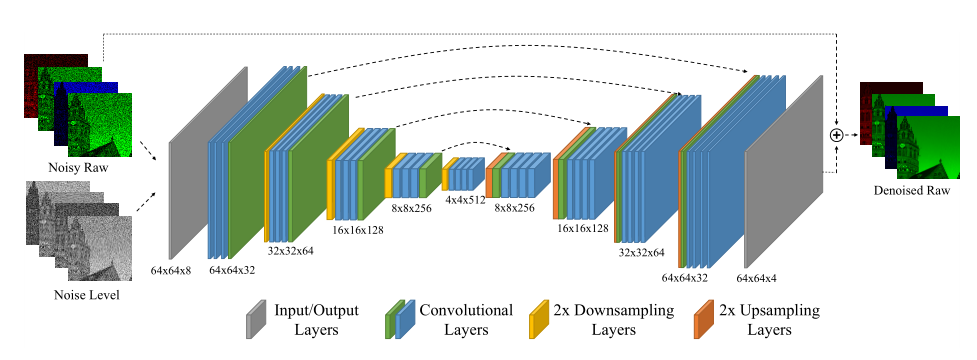 Noisy Raw
Noise Level
64x64x8
64x64x32
32x32x64
16x16x128
8x8x256
4x4x512
8x8x256
16x16x128
32x32x64
64x64x32
64x64x4
Denoised Raw
Input/Output
Layers
Convolutional
Layers
2x Downsampling
Layers
2x Upsampling
Layers